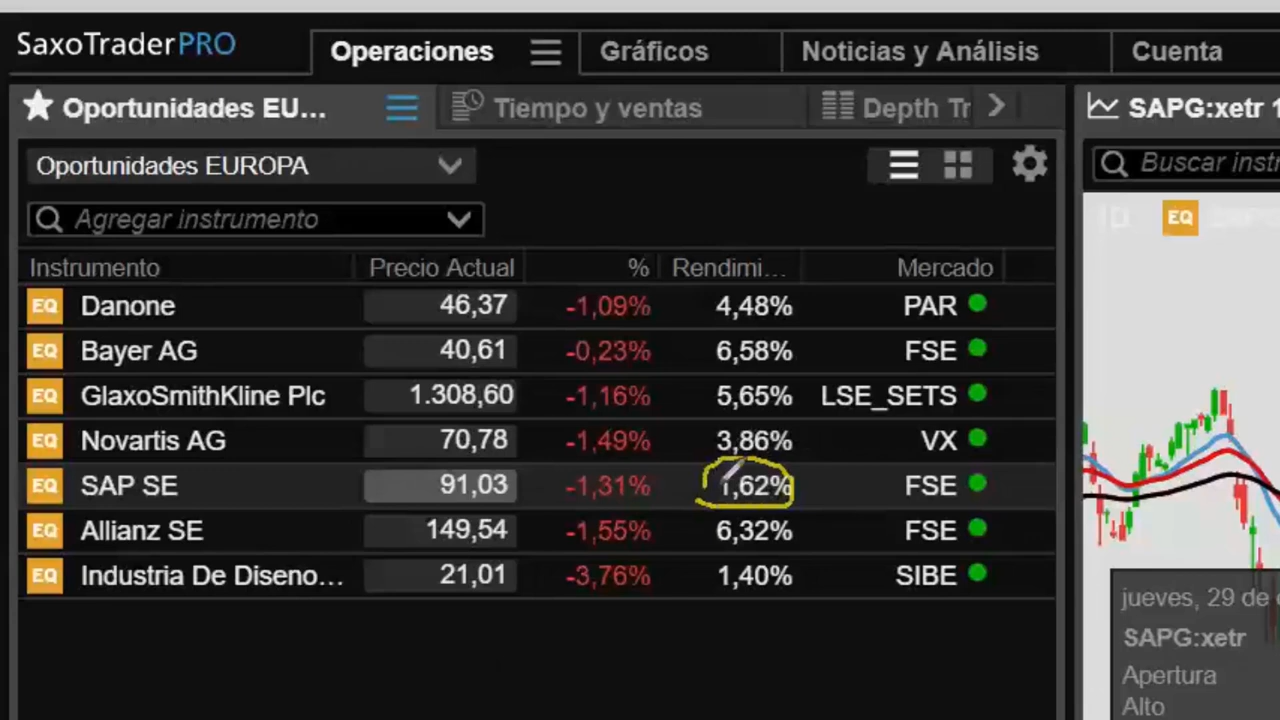 SaxoTraderPRO
Operaciones Gráficos Noticias y Análisis Cuenta
Oportunidades EU... Tiempo y ventas Depth Tr SAPG:xetr 1
Oportunidades EUROPA Buscar instr
Agregar instrumento
EQ
Instrumento Precio Actual % Rendimi... Mercado
EQ Danone 46,37 -1,09% 4,48% PAR
EQ Bayer AG 40,61 -0,23% 6,58% FSE
EQ GlaxoSmithKline Plc 1.308,60 -1,16% 5,65% LSE_SETS
EQ Novartis AG 70,78 -1,49% 3,86% VX
EQ SAP SE 91,03 -1,31% 1,62% FSE
EQ Allianz SE 149,54 -1,55% 6,32% FSE
EQ Industria De Diseno... 21,01 -3,76% 1,40% SIBE
jueves, 29 de
SAPG:xetr
Apertura
Alto